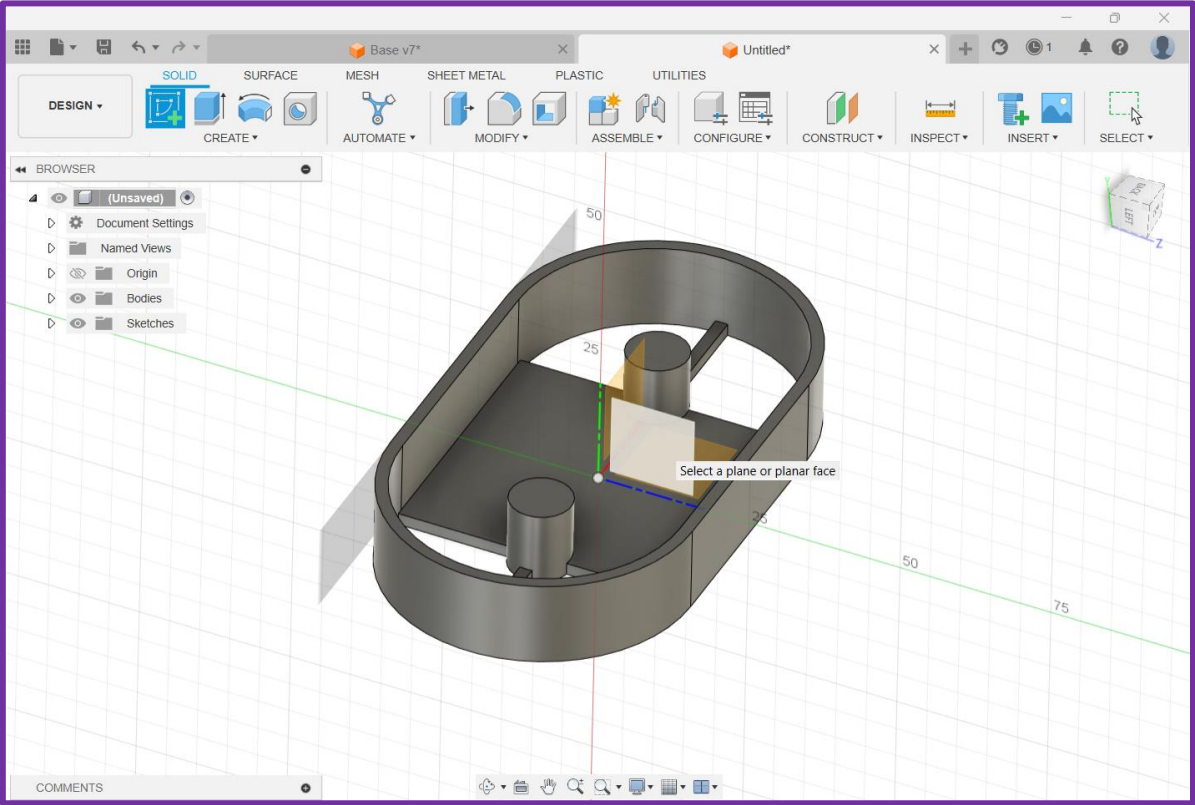 Base v7*
Untitled*
1
SOLID SURFACE MESH SHEET METAL PLASTIC UTILITIES
DESIGN
CREATE AUTOMATE MODIFY ASSEMBLE CONFIGURE CONSTRUCT INSPECT INSERT SELECT
BROWSER
(Unsaved)
Document Settings
Named Views
Origin
Bodies
Sketches
50
25
Select a plane or planar face
25
50
75
BACK
LEFT
Z
COMMENTS